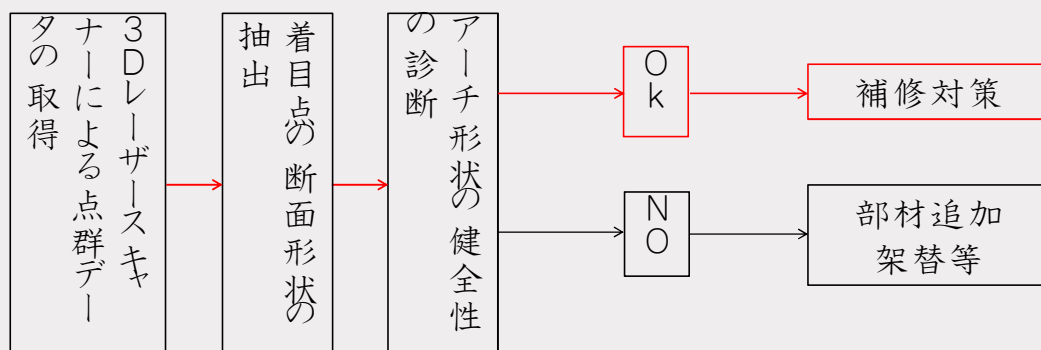 3Dレーザースキャ
ナーによる点群デー
タの取得
着目点の断面形状の
抽出
アーチ形状の健全性
の診断
Ok
補修対策
NO
部材追加
架替等